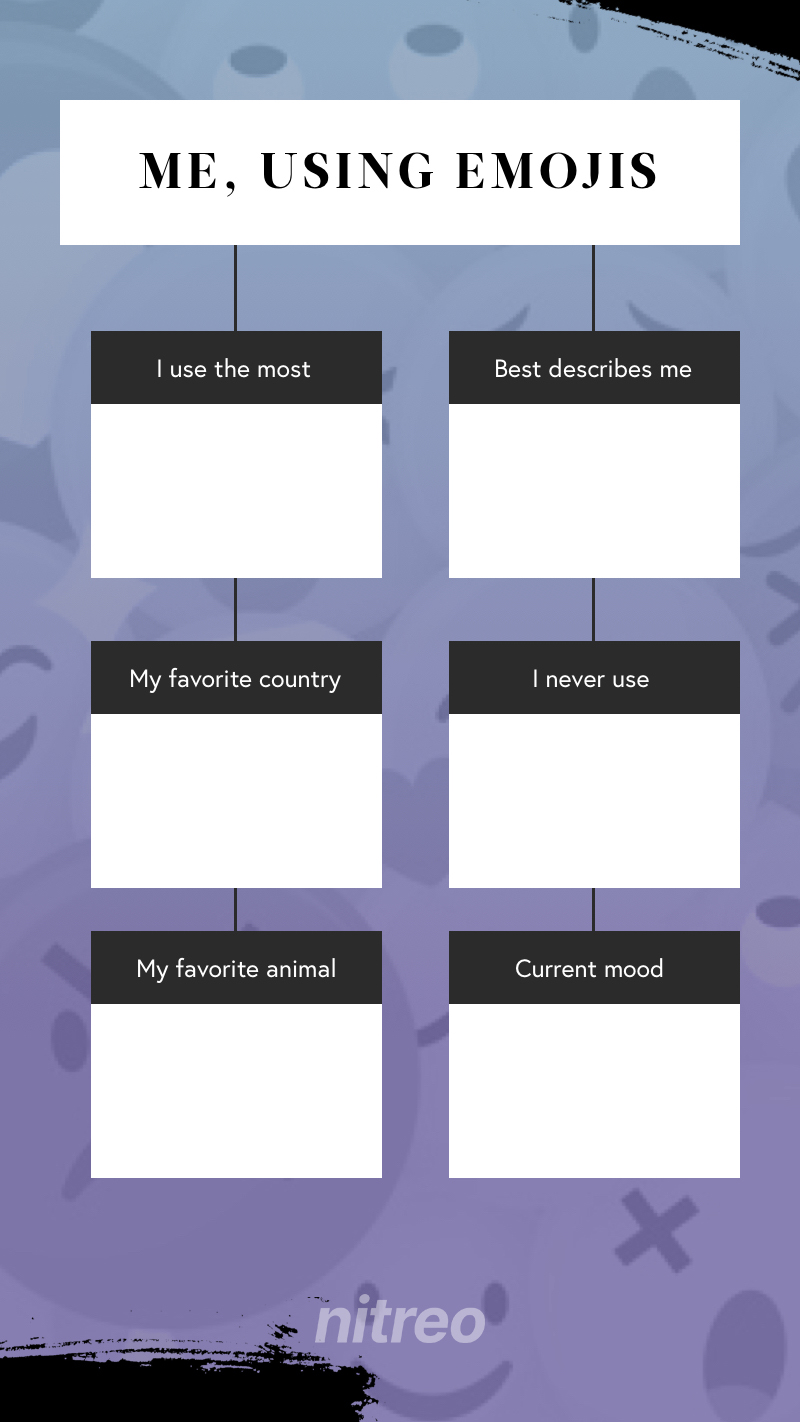 ME, USING EMOJIS
I use the most
Best describes me
My favorite country
I never use
My favorite animal
Current mood
nitreo